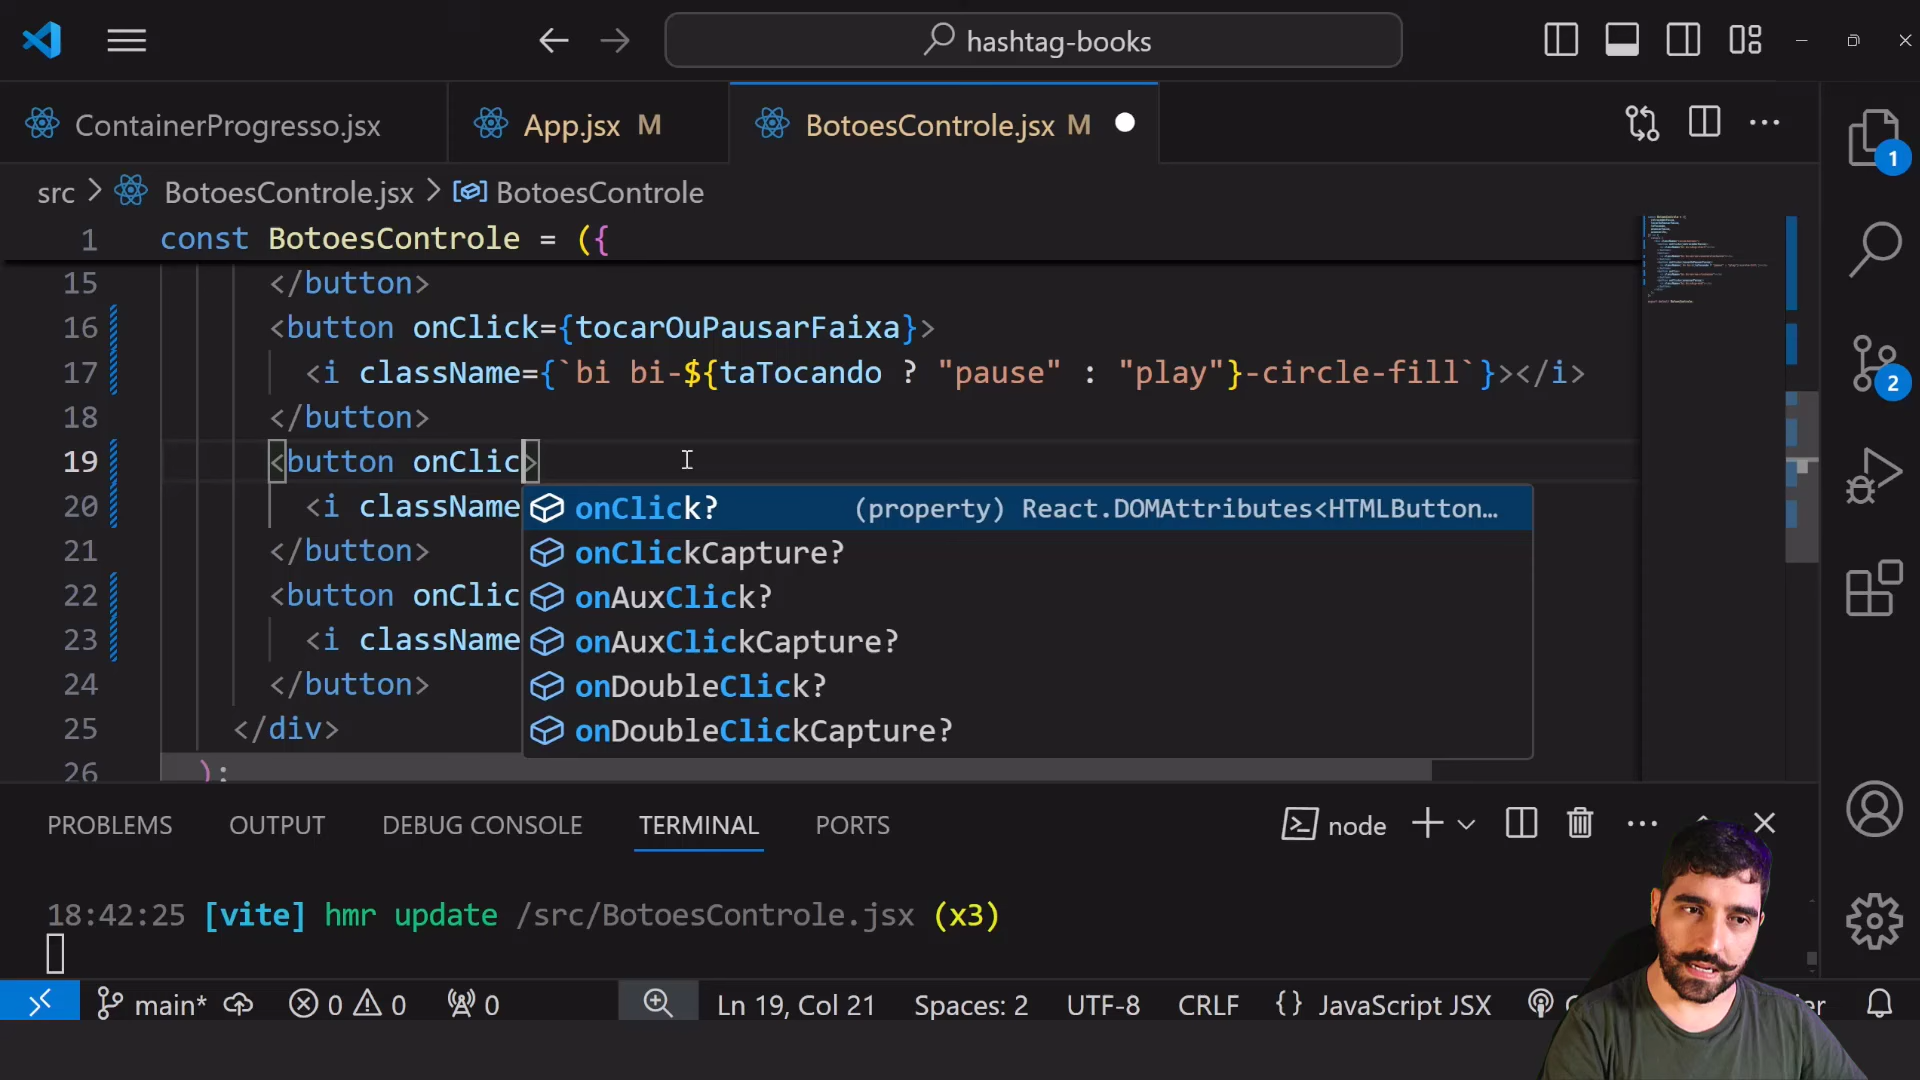 hashtag-books
ContainerProgresso.jsx
App.jsx M
BotoesControle.jsx M
src > BotoesControle.jsx > BotoesControle
1 const BotoesControle = ({
15 </button>
16 <button onClick={tocarOuPausarFaixa}>
17 <i className={`bi bi-${taTocando ? "pause" : "play"}-circle-fill`}></i>
18 </button>
19 <button onClic>
20 <i className
21 </button>
22 <button onClic
23 <i className
24 </button>
25 </div>
26 );
onClick? (property) React.DOMAttributes<HTMLButton…
onClickCapture?
onAuxClick?
onAuxClickCapture?
onDoubleClick?
onDoubleClickCapture?
1
2
PROBLEMS OUTPUT DEBUG CONSOLE TERMINAL PORTS
node
18:42:25 [vite] hmr update /src/BotoesControle.jsx (x3)
main* 0 0 0 Ln 19, Col 21 Spaces: 2 UTF-8 CRLF {} JavaScript JSX